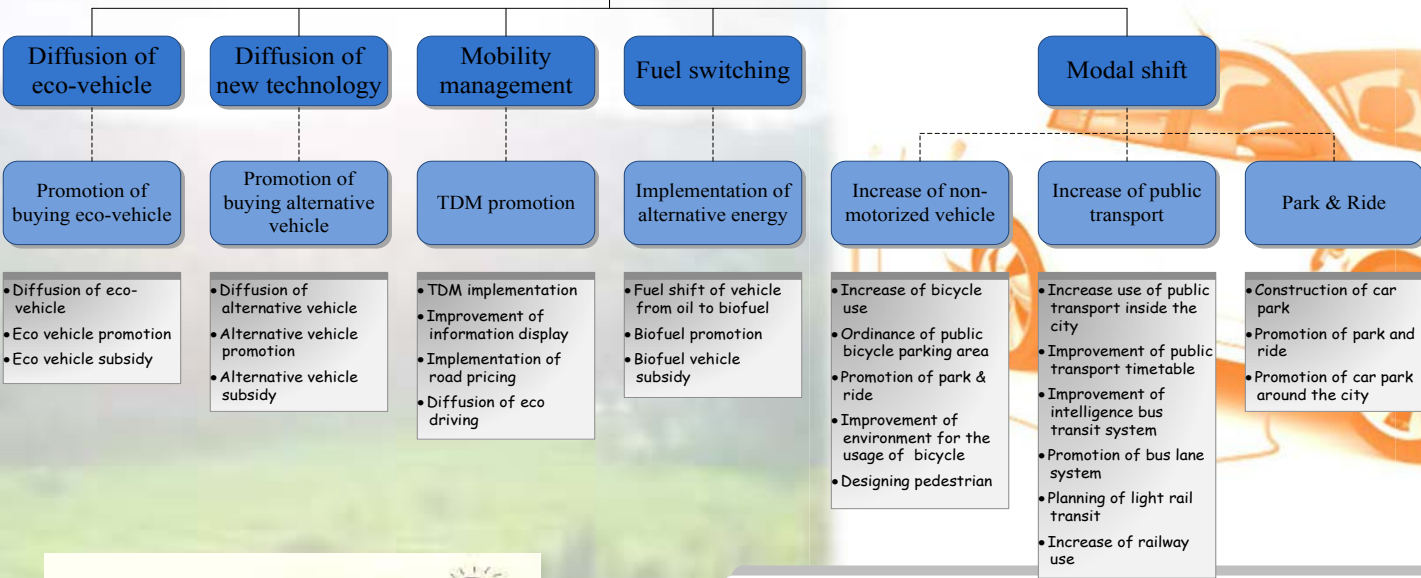 Diffusion of
eco-vehicle
Diffusion of
new technology
Mobility
management
Fuel switching
Modal shift
Promotion of
buying eco-vehicle
Promotion of
buying alternative
vehicle
TDM promotion
Implementation of
alternative energy
Increase of non-
motorized vehicle
Increase of public
transport
Park & Ride
• Diffusion of eco-
vehicle
• Eco vehicle promotion
• Eco vehicle subsidy
• Diffusion of
alternative vehicle
• Alternative vehicle
promotion
• Alternative vehicle
subsidy
• TDM implementation
• Improvement of
information display
• Implementation of
road pricing
• Diffusion of eco
driving
• Fuel shift of vehicle
from oil to biofuel
• Biofuel promotion
• Biofuel vehicle
subsidy
• Increase of bicycle
use
• Ordinance of public
bicycle parking area
• Promotion of park &
ride
• Improvement of
environment for the
usage of bicycle
• Designing pedestrian
• Increase use of public
transport inside the
city
• Improvement of public
transport timetable
• Improvement of
intelligence bus
transit system
• Promotion of bus lane
system
• Planning of light rail
transit
• Increase of railway
use
• Construction of car
park
• Promotion of park and
ride
• Promotion of car park
around the city